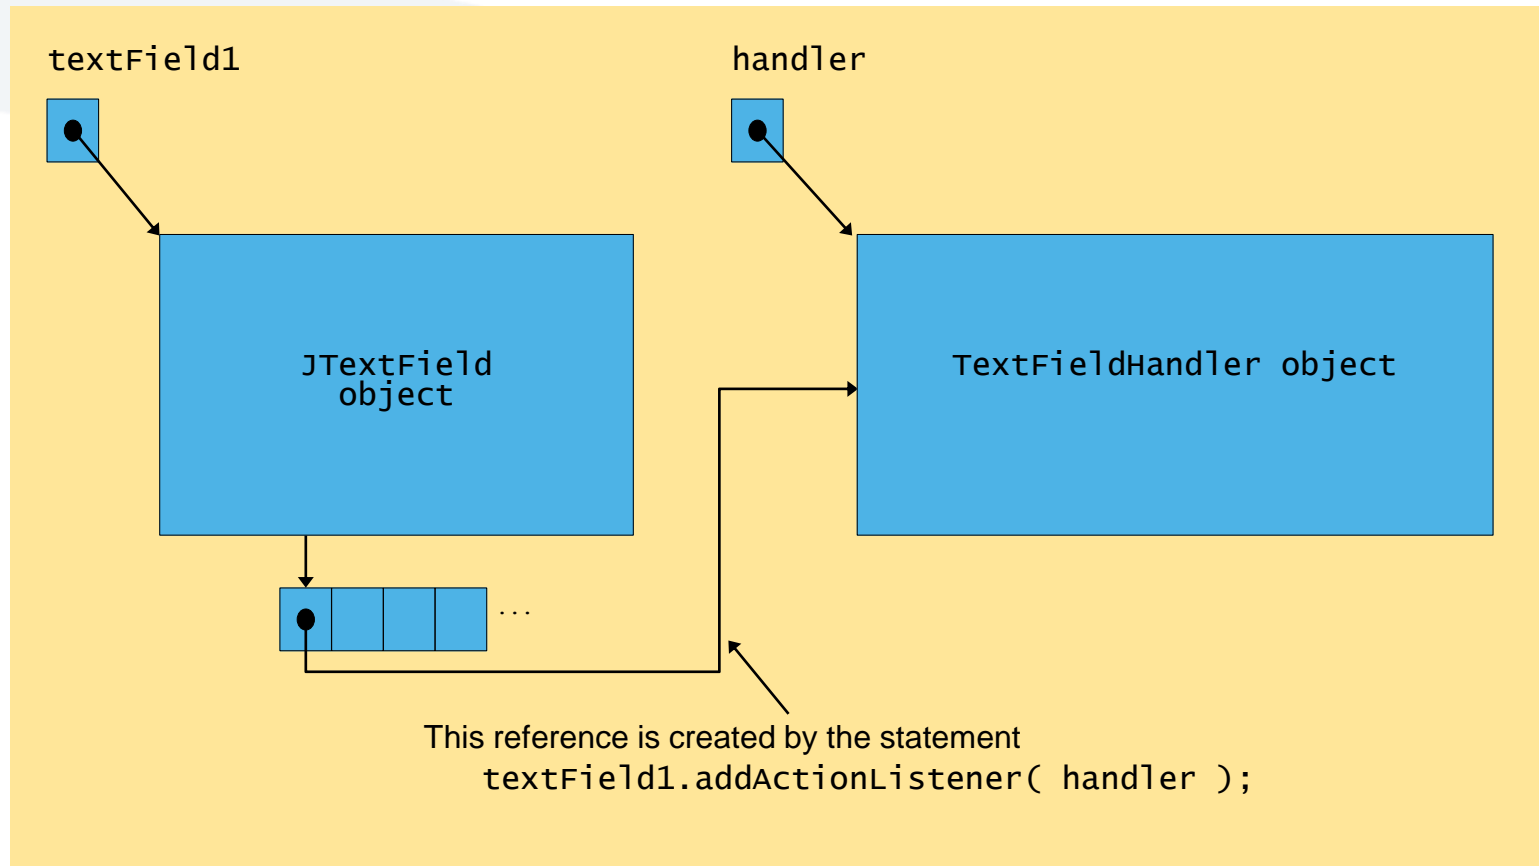 textField1
handler
JTextField
object
TextFieldHandler object
...
This reference is created by the statement
textField1.addActionListener( handler );